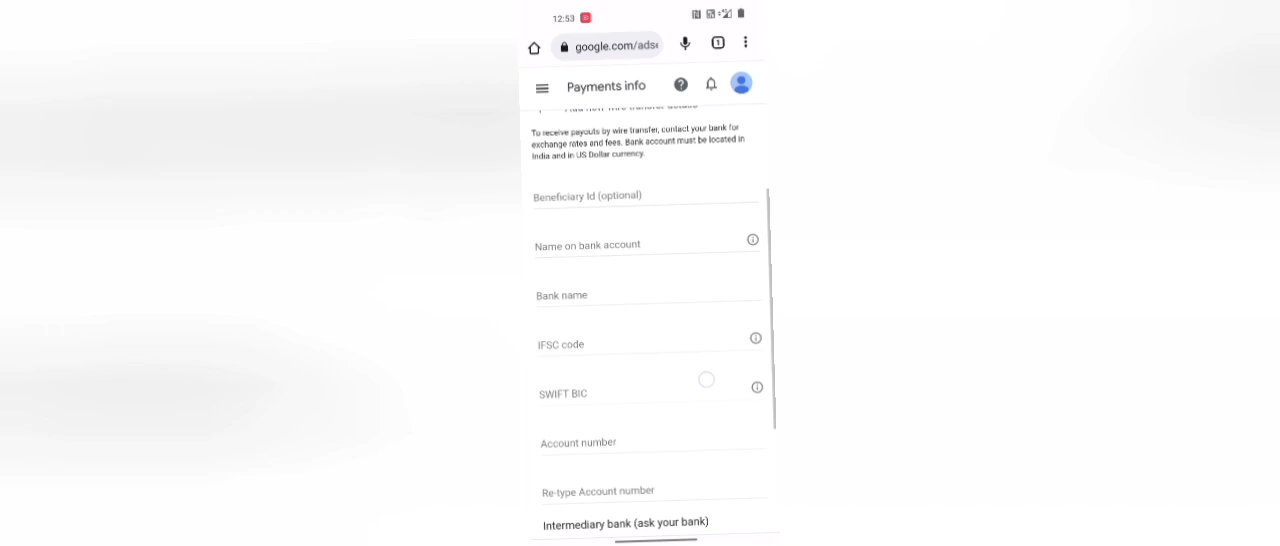 12:53
google.com/ads
1
Payments info
To receive payouts by wire transfer, contact your bank for
exchange rates and fees. Bank account must be located in
India and in US Dollar currency.
Beneficiary Id (optional)
Name on bank account
Bank name
IFSC code
SWIFT BIC
Account number
Re-type Account number
Intermediary bank (ask your bank)